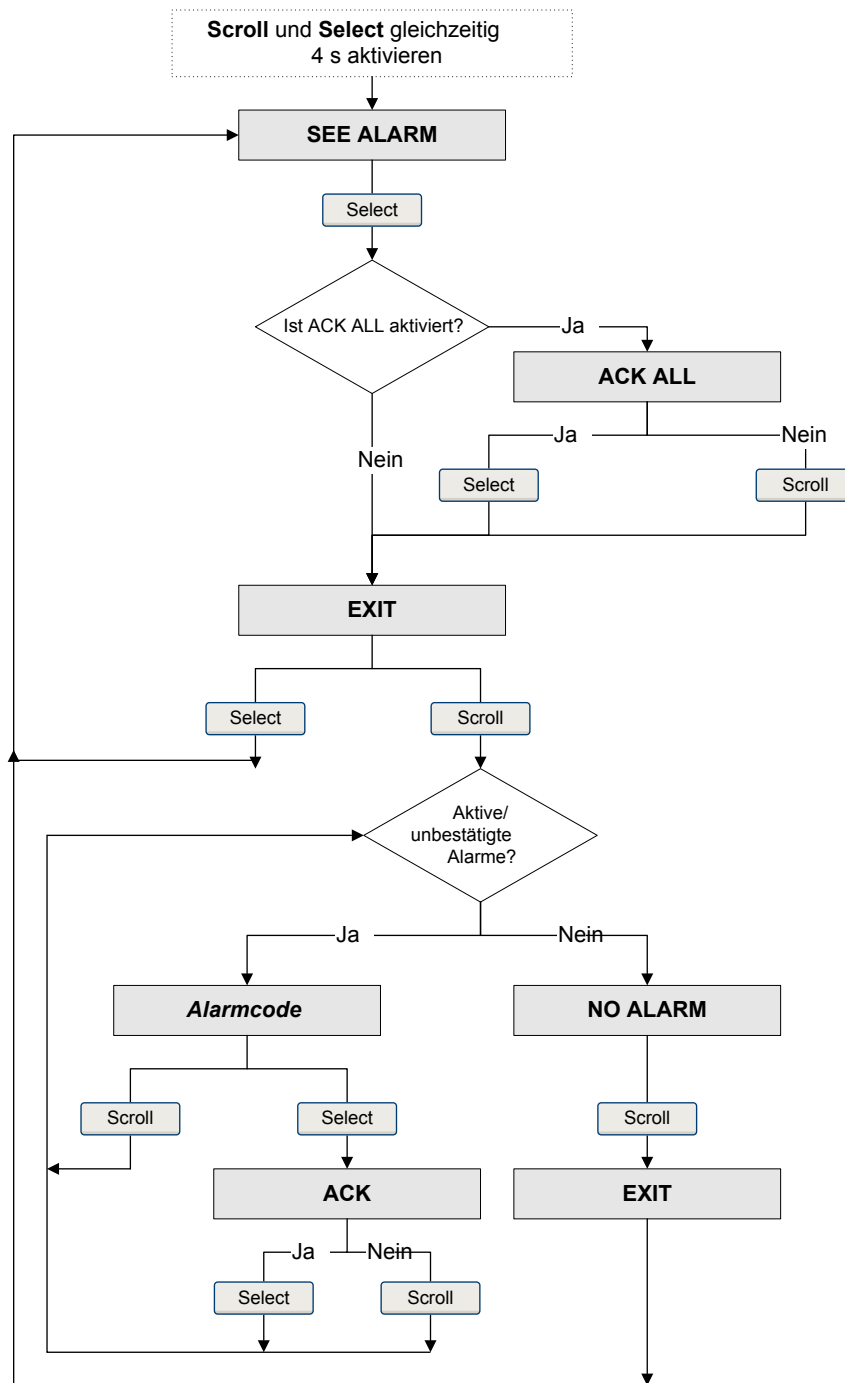 Scroll und Select gleichzeitig
4 s aktivieren
SEE ALARM
Select
Ist ACK ALL aktiviert?
Ja
ACK ALL
Nein
Ja
Nein
Select
Scroll
EXIT
Select
Scroll
Aktive/
unbestätigte
Alarme?
Ja
Nein
Alarmcode
NO ALARM
Scroll
Select
Scroll
ACK
EXIT
Ja
Nein
Select
Scroll